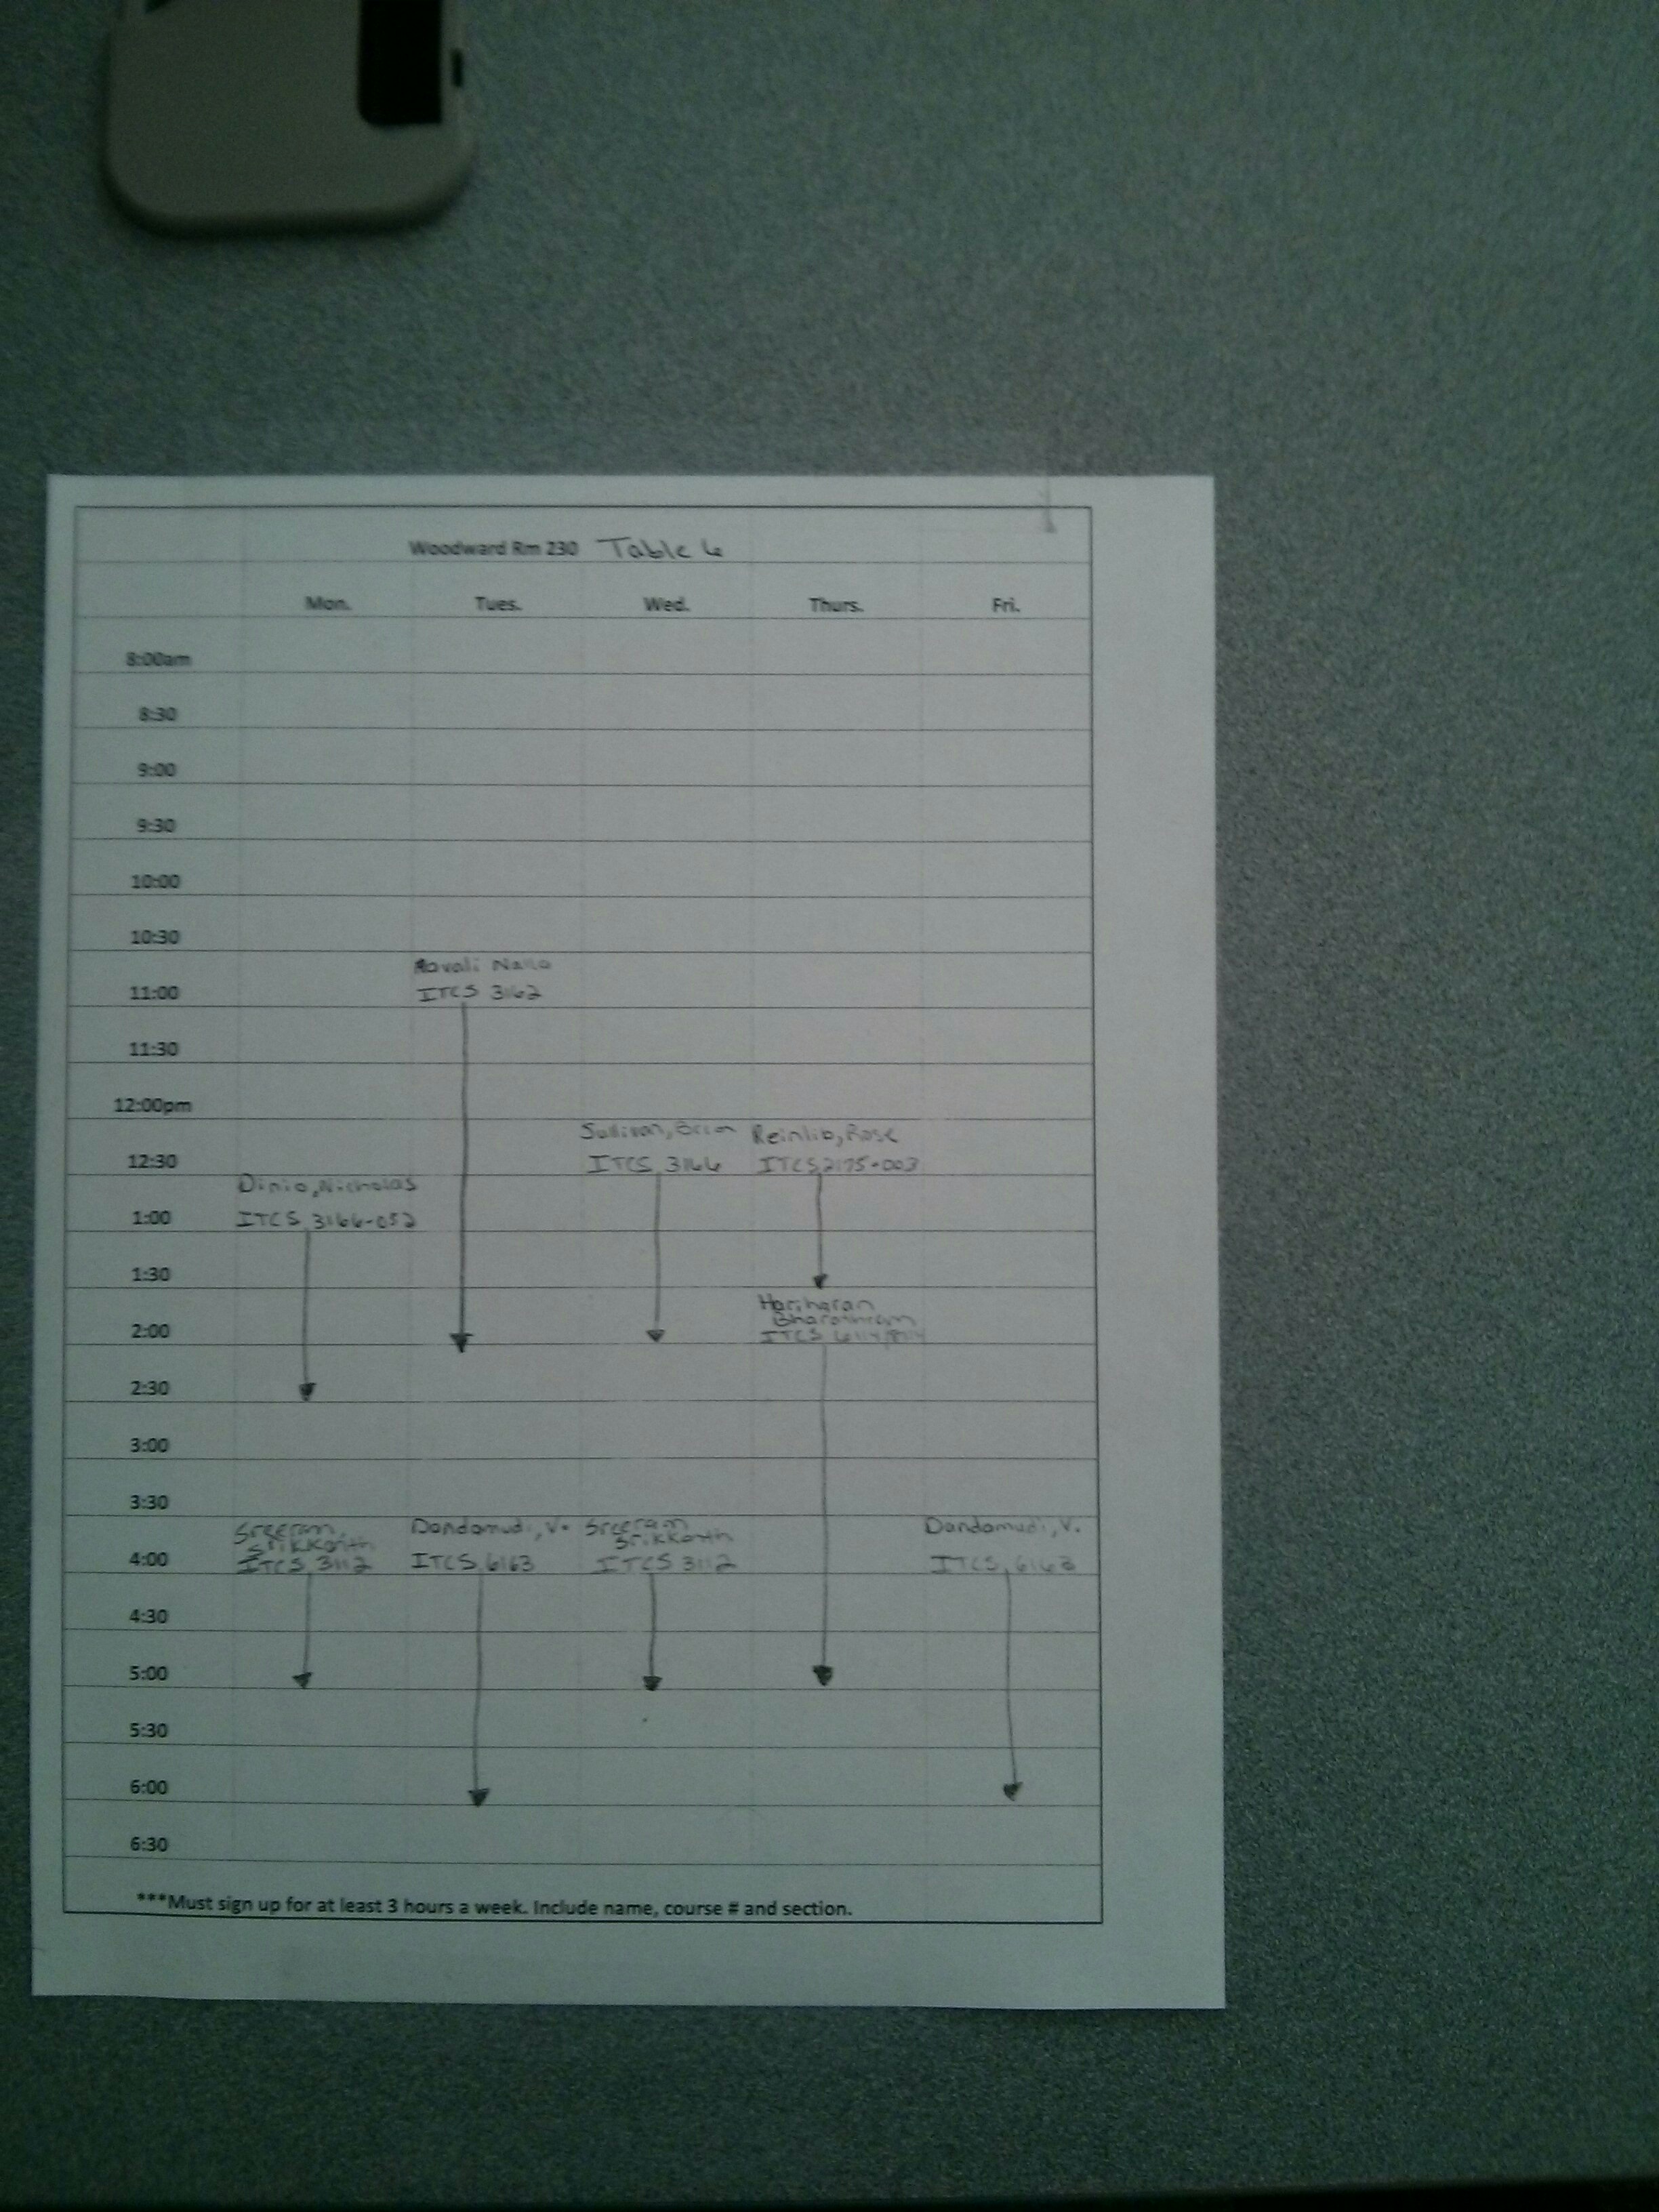 Woodward Rm 230 Table 6
Mon. Tues. Wed. Thurs. Fri.
8:00am
8:30
9:00
9:30
10:00
10:30
Ravali Nalla
11:00 ITCS 3162
11:30
12:00pm
Sullivan, Brian Reinlib, Rose
12:30 ITCS 3166 ITCS 2175-003
Dinio, Nicholas
1:00 ITCS 3166-052
1:30
Hariharan
Bharathram
2:00 ITCS 6114/8114
2:30
3:00
3:30
Sreeram, Dandamudi, V. Sreeram
Srikkanth Srikkanth Dandamudi, V.
4:00 ITCS 3112 ITCS 6163 ITCS 3112 ITCS 6163
4:30
5:00
5:30
6:00
6:30
***Must sign up for at least 3 hours a week. Include name, course # and section.